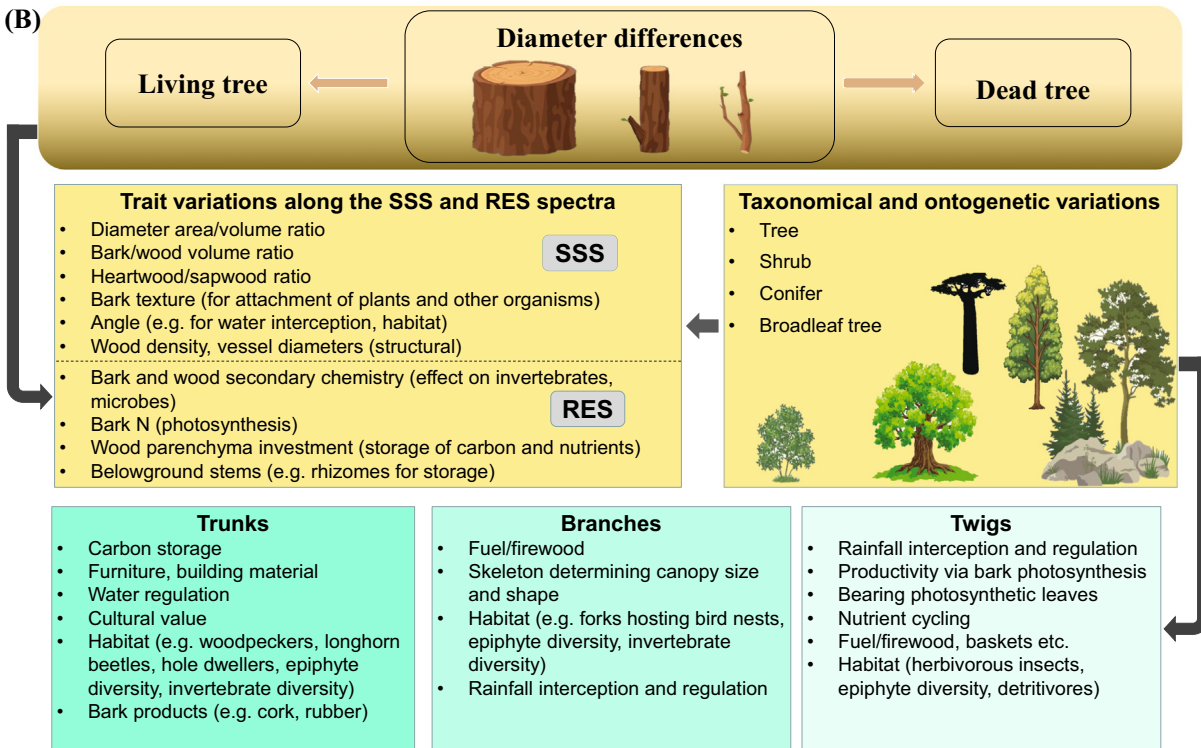 (B)
Diameter differences
Living tree
Dead tree
Trait variations along the SSS and RES spectra
• Diameter area/volume ratio
• Bark/wood volume ratio
• Heartwood/sapwood ratio
SSS
• Bark texture (for attachment of plants and other organisms)
• Angle (e.g. for water interception, habitat)
• Wood density, vessel diameters (structural)
• Bark and wood secondary chemistry (effect on invertebrates,
microbes)
RES
• Bark N (photosynthesis)
• Wood parenchyma investment (storage of carbon and nutrients)
• Belowground stems (e.g. rhizomes for storage)
Taxonomical and ontogenetic variations
• Tree
• Shrub
• Conifer
• Broadleaf tree
Trunks
• Carbon storage
• Furniture, building material
• Water regulation
• Cultural value
• Habitat (e.g. woodpeckers, longhorn
beetles, hole dwellers, epiphyte
diversity, invertebrate diversity)
• Bark products (e.g. cork, rubber)
Branches
• Fuel/firewood
• Skeleton determining canopy size
and shape
• Habitat (e.g. forks hosting bird nests,
epiphyte diversity, invertebrate
diversity)
• Rainfall interception and regulation
Twigs
• Rainfall interception and regulation
• Productivity via bark photosynthesis
• Bearing photosynthetic leaves
• Nutrient cycling
• Fuel/firewood, baskets etc.
• Habitat (herbivorous insects,
epiphyte diversity, detritivores)